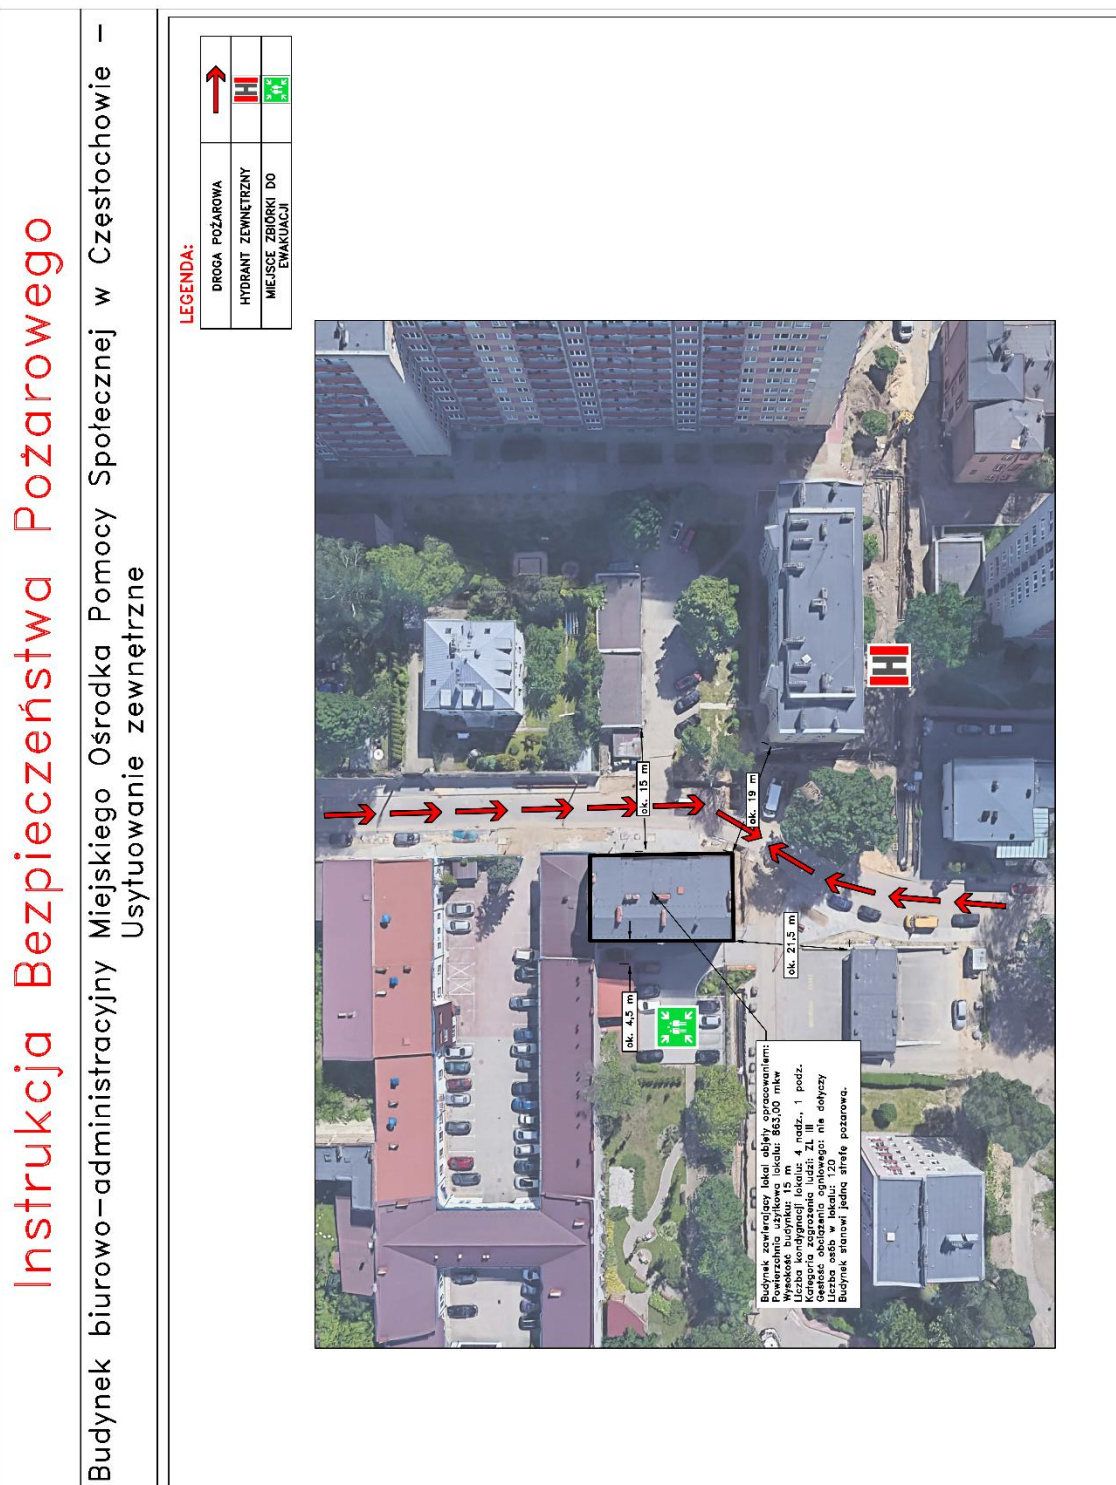 Instrukcja Bezpieczeństwa Pożarowego
Budynek biurowo-administracyjny Miejskiego Ośrodka Pomocy Społecznej w Częstochowie –
Usytuowanie zewnętrzne
LEGENDA:
DROGA POŻAROWA
HYDRANT ZEWNĘTRZNY
H
MIEJSCE ZBIÓRKI DO
EWAKUACJI
ok. 15 m
ok. 19 m
H
ok. 4,5 m
ok. 21,5 m
Budynek zawierający lokal objęty opracowaniem:
Powierzchnia użytkowa lokalu: 863,00 mkw
Wysokość budynku: 15 m
Liczba kondygnacji lokalu: 4 nadz., 1 podz.
Kategoria zagrożenia ludzi: ZL III
Gęstość obciążenia ogniowego: nie dotyczy
Liczba osób w lokalu: 120
Budynek stanowi jedną strefę pożarową.